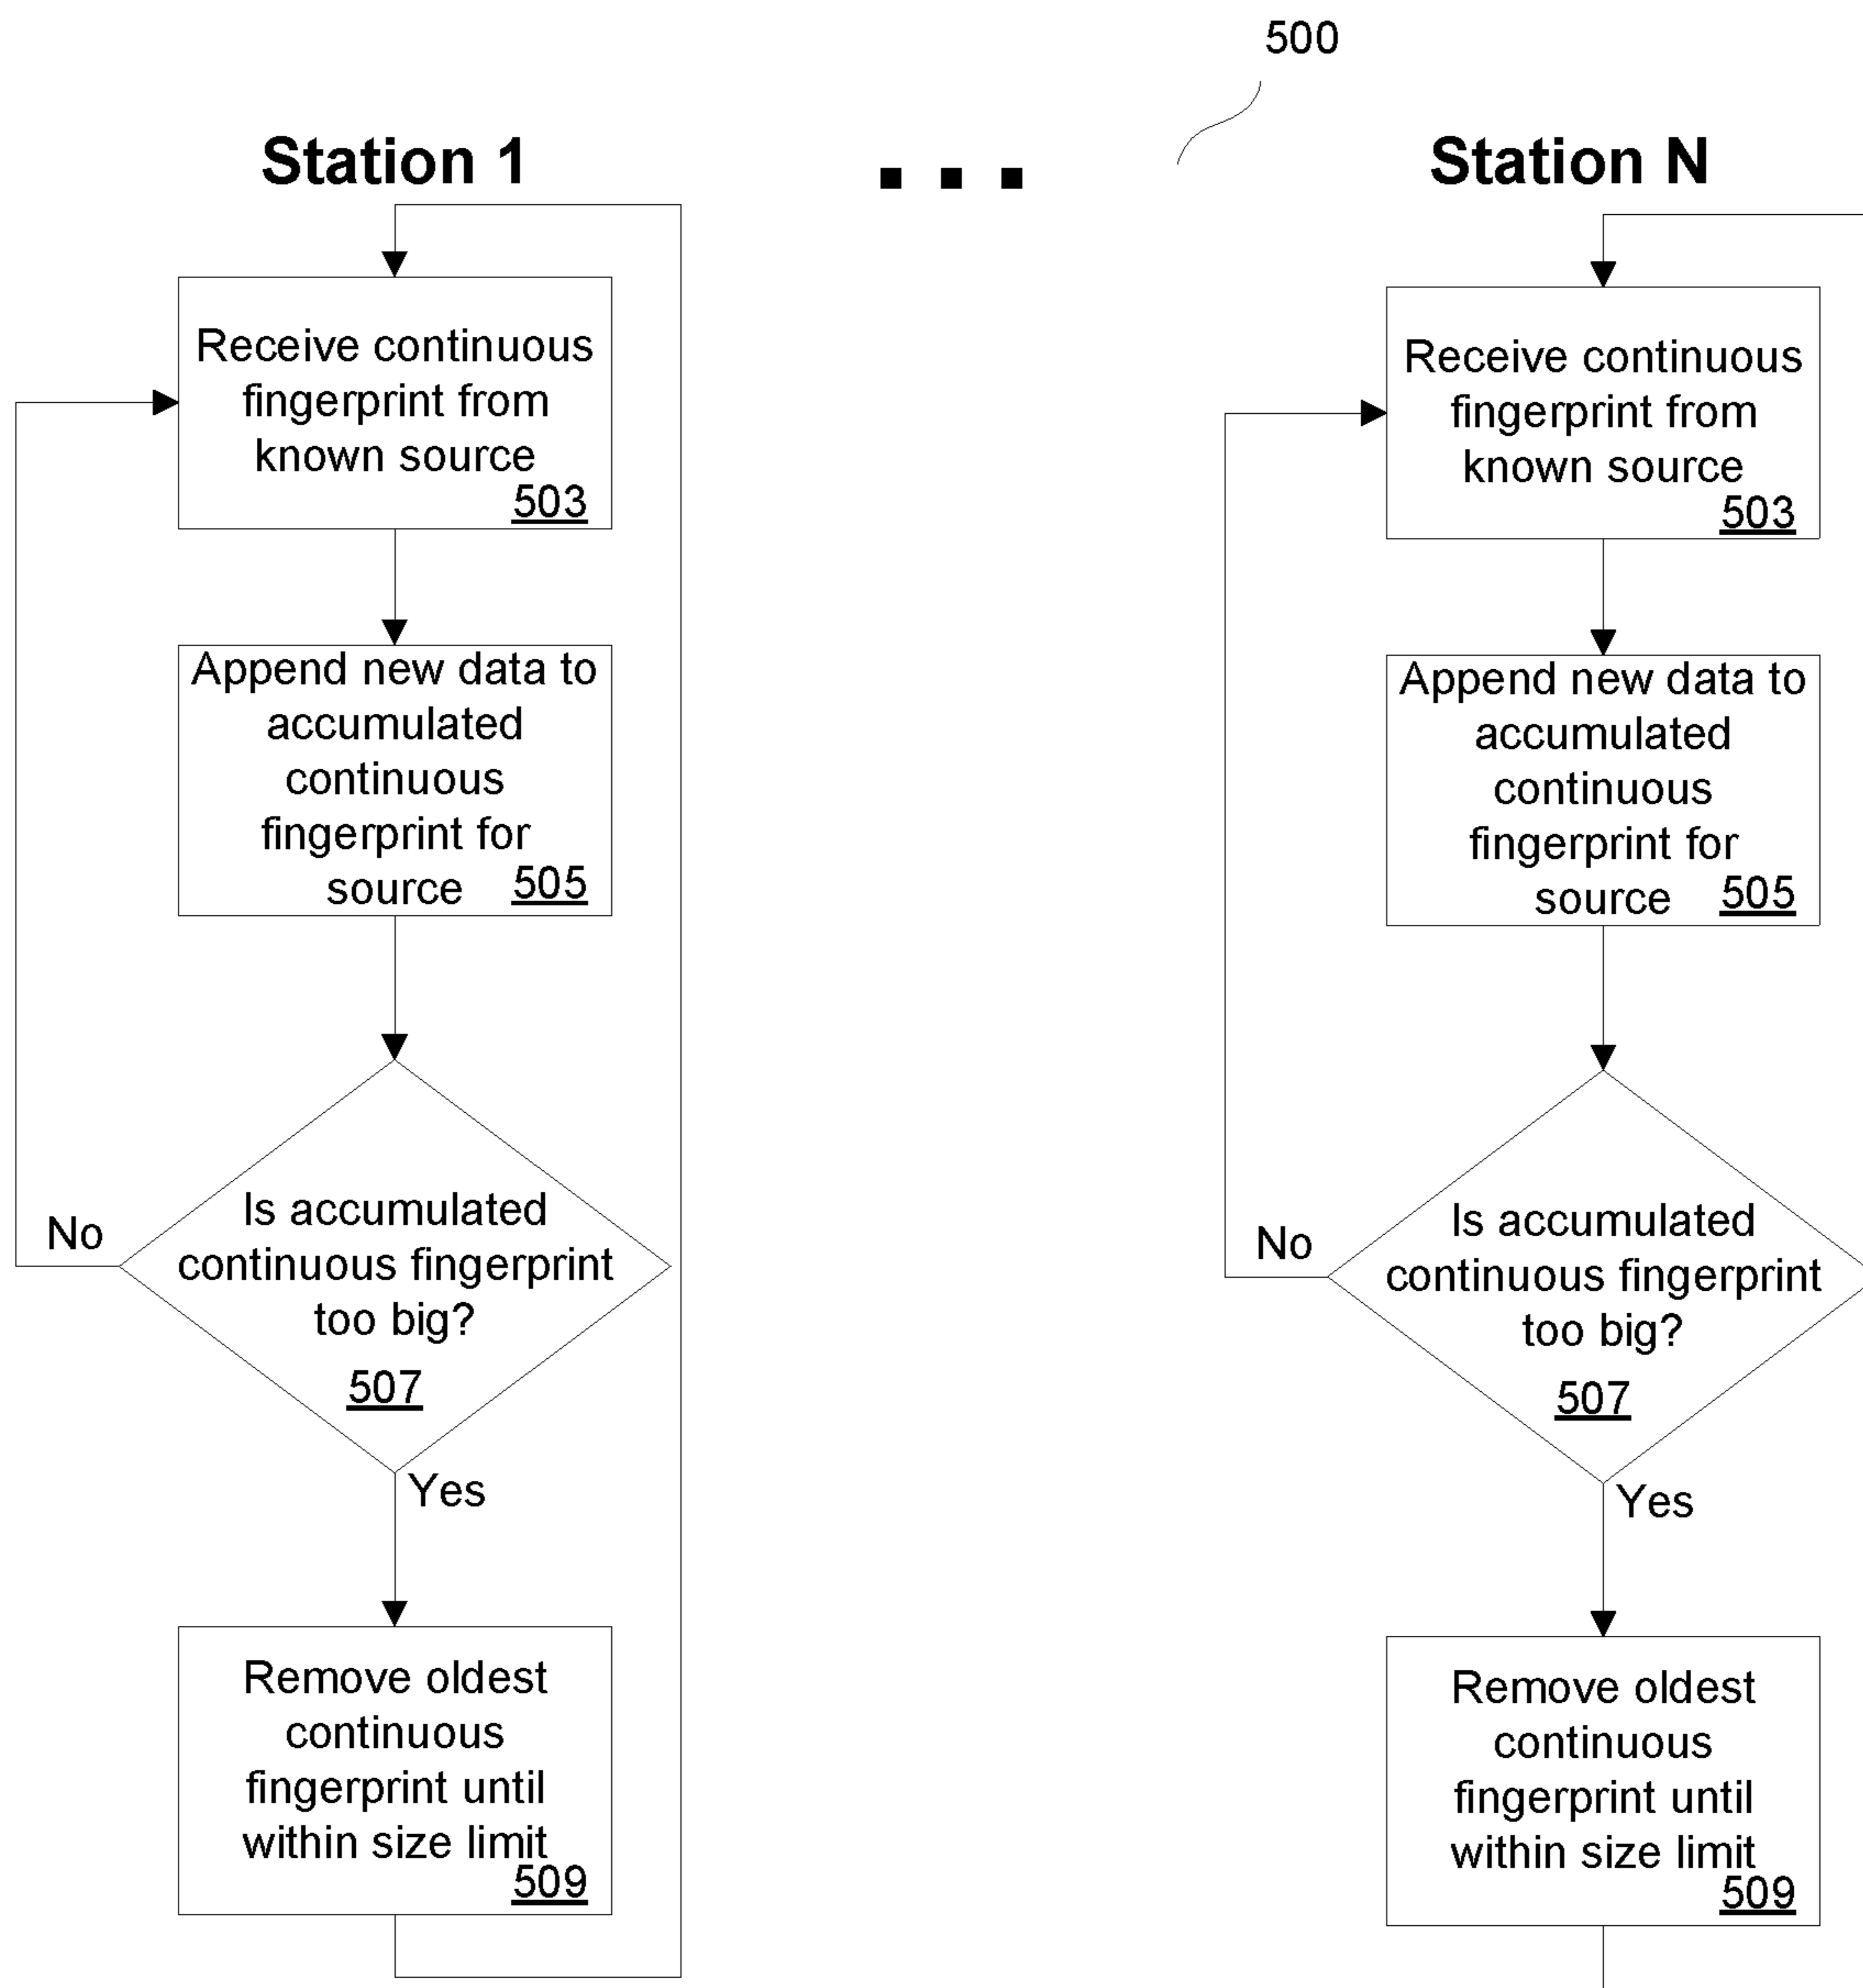 500
Station 1
...
Station N
Receive continuous
fingerprint from
known source
503
Append new data to
accumulated
continuous
fingerprint for
source 505
Is accumulated
continuous fingerprint
too big?
507
No
Yes
Remove oldest
continuous
fingerprint until
within size limit
509
Receive continuous
fingerprint from
known source
503
Append new data to
accumulated
continuous
fingerprint for
source 505
Is accumulated
continuous fingerprint
too big?
507
No
Yes
Remove oldest
continuous
fingerprint until
within size limit
509